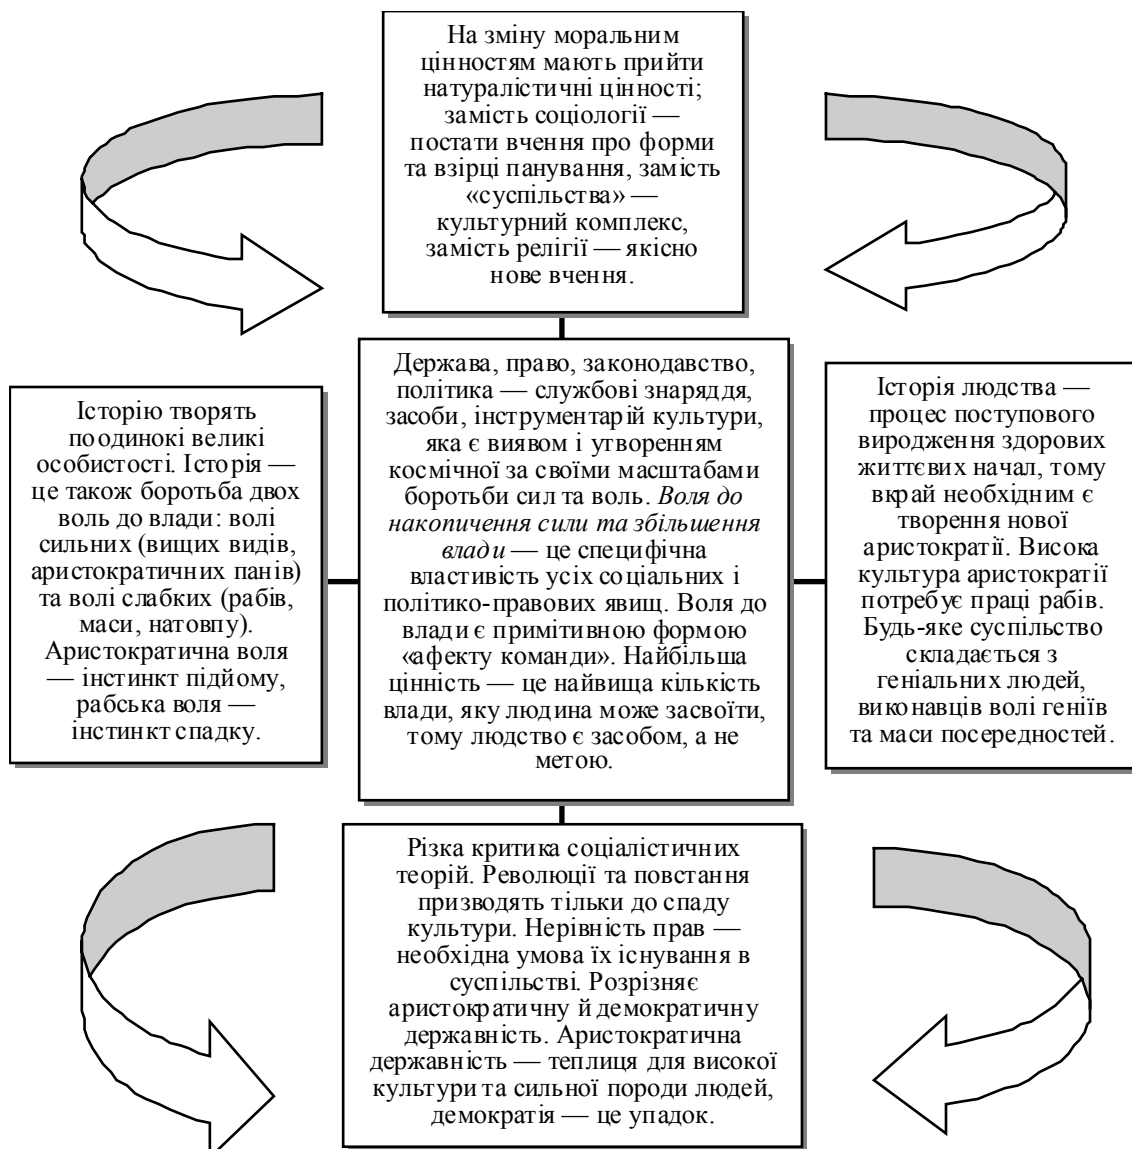 На зміну моральним
цінностям мають прийти
натуралістичні цінності;
замість соціології —
постати вчення про форми
та взірці панування, замість
«суспільства» —
культурний комплекс,
замість релігії — якісно
нове вчення.
Історію творять
поодинокі великі
особистості. Історія —
це також боротьба двох
воль до влади: волі
сильних (вищих видів,
аристократичних панів)
та волі слабких (рабів,
маси, натовпу).
Аристократична воля
— інстинкт підйому,
рабська воля —
інстинкт спадку.
Держава, право, законодавство,
політика — службові знаряддя,
засоби, інструментарій культури,
яка є виявом і утворенням
космічної за своїми масштабами
боротьби сил та воль. Воля до
накопичення сили та збільшення
влади — це специфічна
властивість усіх соціальних і
політико-правових явищ. Воля до
влади є примітивною формою
«афекту команди». Найбільша
цінність — це найвища кількість
влади, яку людина може засвоїти,
тому людство є засобом, а не
метою.
Історія людства —
процес поступового
виродження здорових
життєвих начал, тому
вкрай необхідним є
творення нової
аристократії. Висока
культура аристократії
потребує праці рабів.
Будь-яке суспільство
складається з
геніальних людей,
виконавців волі геніїв
та маси посередностей.
Різка критика соціалістичних
теорій. Революції та повстання
призводять тільки до спаду
культури. Нерівність прав —
необхідна умова їх існування в
суспільстві. Розрізняє
аристократичну й демократичну
державність. Аристократична
державність — теплиця для високої
культури та сильної породи людей,
демократія — це упадок.